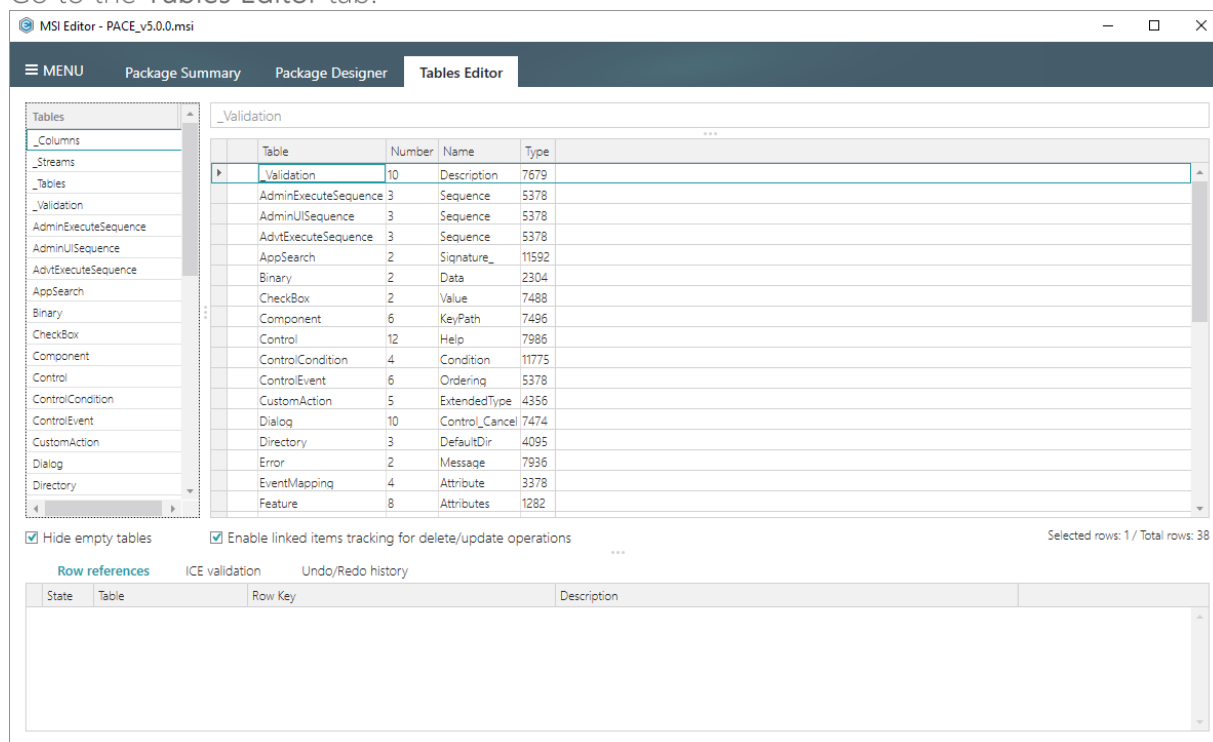 Go to the Tables Editor tab.
MSI Editor - PACE_v5.0.0.msi
MENU Package Summary Package Designer Tables Editor
Tables
_Columns
_Streams
_Tables
_Validation
AdminExecuteSequence
AdminUISequence
AdvtExecuteSequence
AppSearch
Binary
CheckBox
Component
Control
ControlCondition
ControlEvent
CustomAction
Dialog
Directory
_Validation
Table Number Name Type
_Validation 10 Description 7679
AdminExecuteSequence 3 Sequence 5378
AdminUISequence 3 Sequence 5378
AdvtExecuteSequence 3 Sequence 5378
AppSearch 2 Signature_ 11592
Binary 2 Data 2304
CheckBox 2 Value 7488
Component 6 KeyPath 7496
Control 12 Help 7986
ControlCondition 4 Condition 11775
ControlEvent 6 Ordering 5378
CustomAction 5 ExtendedType 4356
Dialog 10 Control_Cancel 7474
Directory 3 DefaultDir 4095
Error 2 Message 7936
EventMapping 4 Attribute 3378
Feature 8 Attributes 1282
Hide empty tables Enable linked items tracking for delete/update operations Selected rows: 1 / Total rows: 38
Row references ICE validation Undo/Redo history
State Table Row Key Description